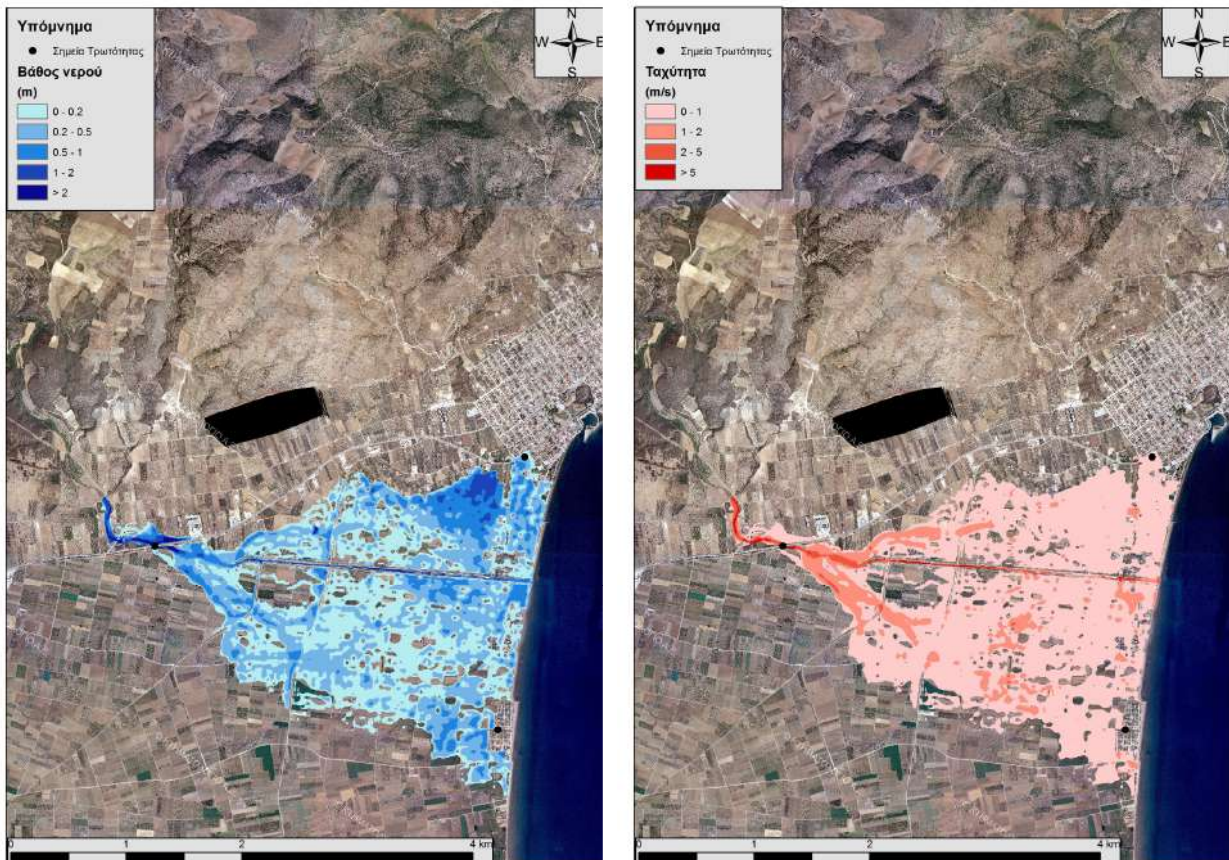 Υπόμνημα
Σημεία Τρωτότητας
Βάθος νερού
(m)
0 - 0.2
0.2 - 0.5
0.5 - 1
1 - 2
> 2
N
W E
S
0 1 2 4 km
Υπόμνημα
Σημεία Τρωτότητας
Ταχύτητα
(m/s)
0 - 1
1 - 2
2 - 5
> 5
N
W E
S
0 1 2 4 km